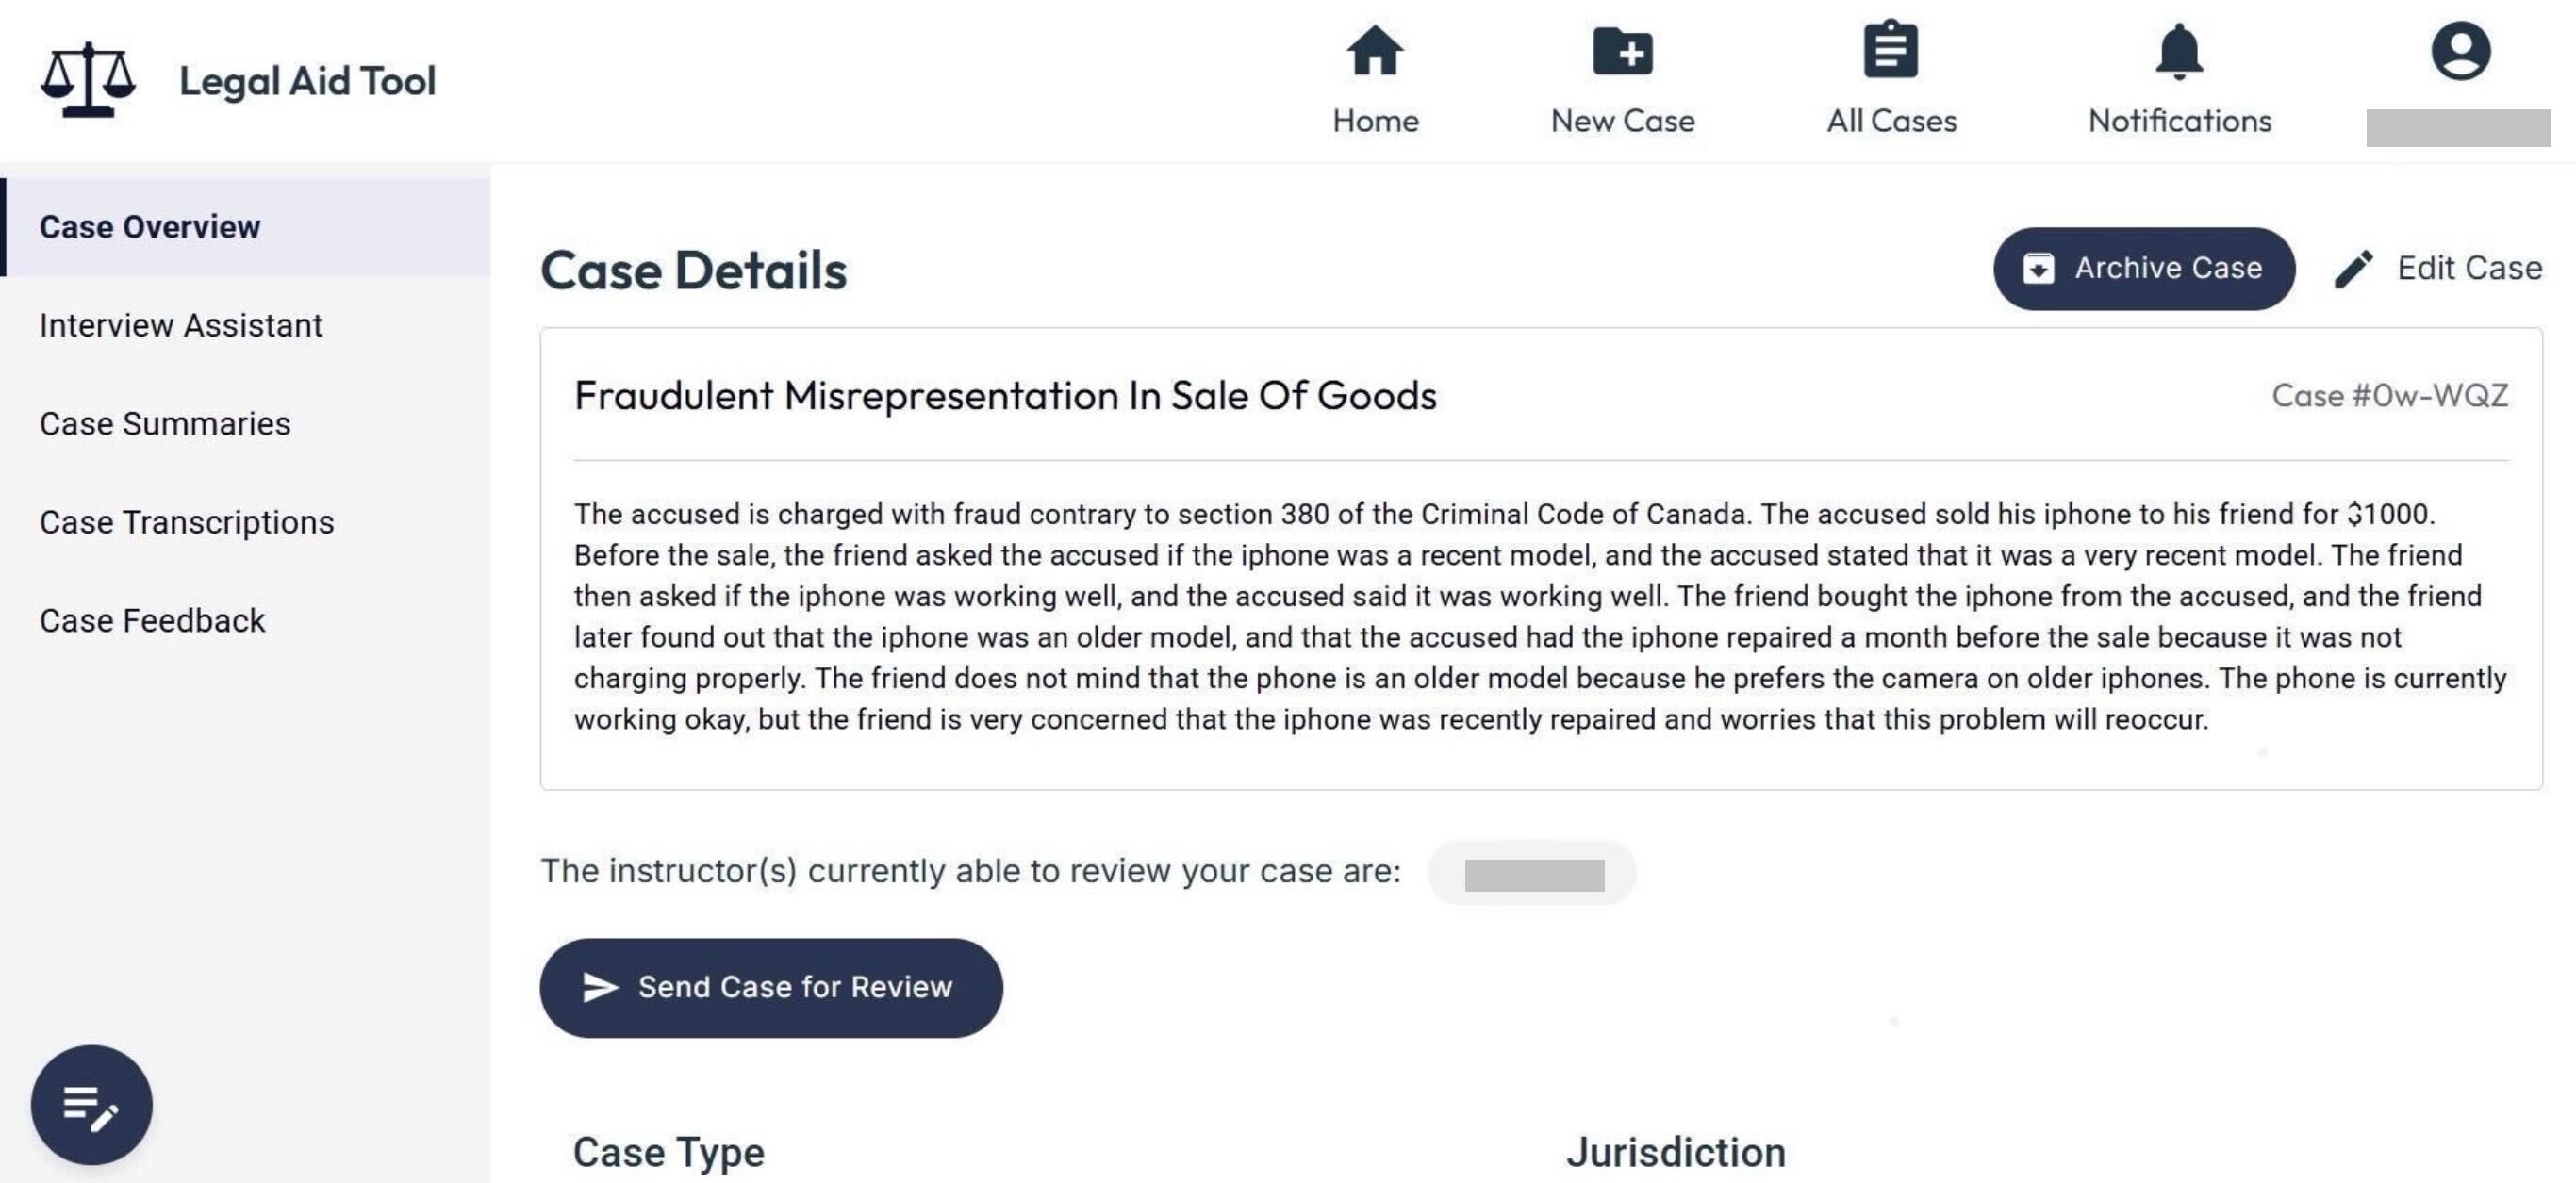 Legal Aid Tool
Home
New Case
All Cases
Notifications
Case Overview
Interview Assistant
Case Summaries
Case Transcriptions
Case Feedback
Case Details
Archive Case
Edit Case
Fraudulent Misrepresentation In Sale Of Goods
Case #0w-WQZ
The accused is charged with fraud contrary to section 380 of the Criminal Code of Canada. The accused sold his iphone to his friend for $1000.
Before the sale, the friend asked the accused if the iphone was a recent model, and the accused stated that it was a very recent model. The friend
then asked if the iphone was working well, and the accused said it was working well. The friend bought the iphone from the accused, and the friend
later found out that the iphone was an older model, and that the accused had the iphone repaired a month before the sale because it was not
charging properly. The friend does not mind that the phone is an older model because he prefers the camera on older iphones. The phone is currently
working okay, but the friend is very concerned that the iphone was recently repaired and worries that this problem will reoccur.
The instructor(s) currently able to review your case are:
Send Case for Review
Case Type
Jurisdiction